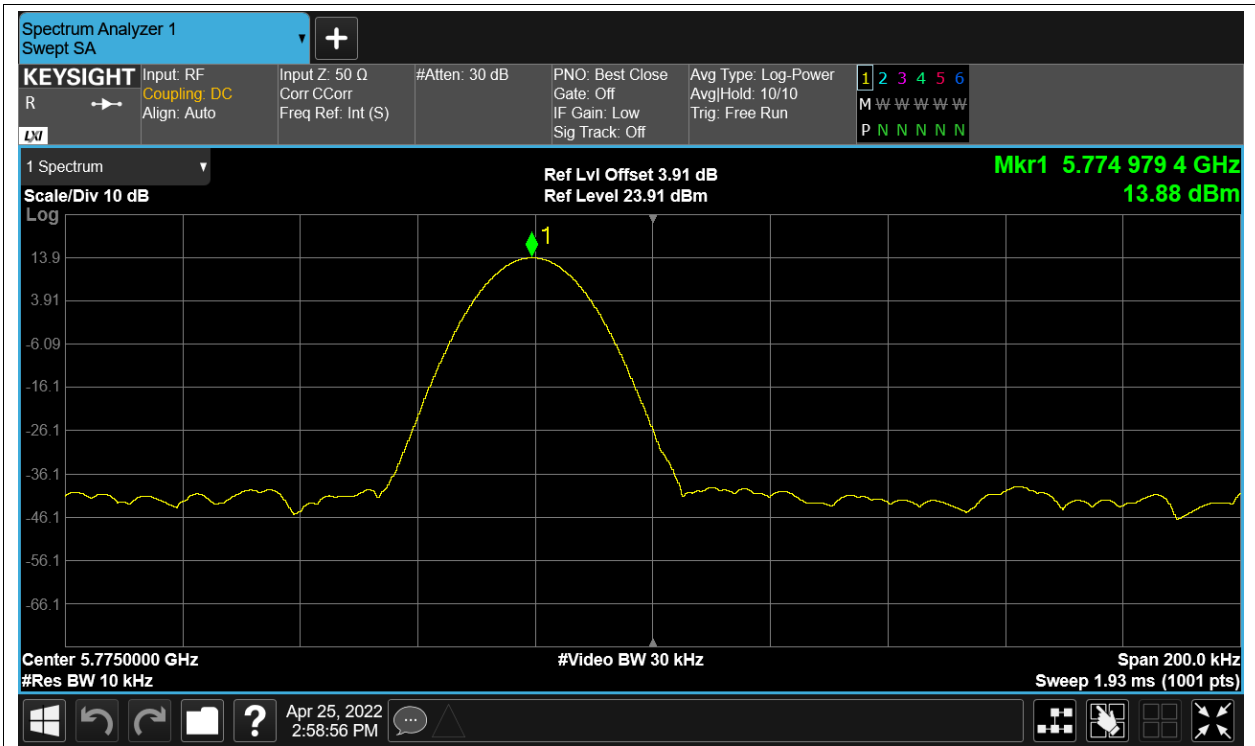 Spectrum Analyzer 1
Swept SA
KEYSIGHT
R
LXI
Input: RF
Coupling: DC
Align: Auto
Input Z: 50 Ω
Corr CCorr
Freq Ref: Int (S)
#Atten: 30 dB
PNO: Best Close
Gate: Off
IF Gain: Low
Sig Track: Off
Avg Type: Log-Power
Avg|Hold: 10/10
Trig: Free Run
1 2 3 4 5 6
M W W W W W
P N N N N N
1 Spectrum
Scale/Div 10 dB
Log
Ref Lvl Offset 3.91 dB
Ref Level 23.91 dBm
Mkr1 5.774 979 4 GHz
13.88 dBm
1
13.9
3.91
-6.09
-16.1
-26.1
-36.1
-46.1
-56.1
-66.1
Center 5.7750000 GHz
#Res BW 10 kHz
#Video BW 30 kHz
Span 200.0 kHz
Sweep 1.93 ms (1001 pts)
?
Apr 25, 2022
2:58:56 PM